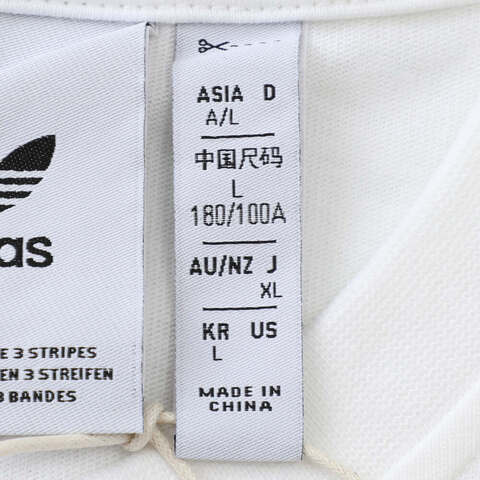 as
E 3 STRIPES
EN 3 STREIFEN
3 BANDES
ASIA D
A/L
中国尺码
L
180/100A
AU/NZ J
XL
KR US
L
MADE IN
CHINA